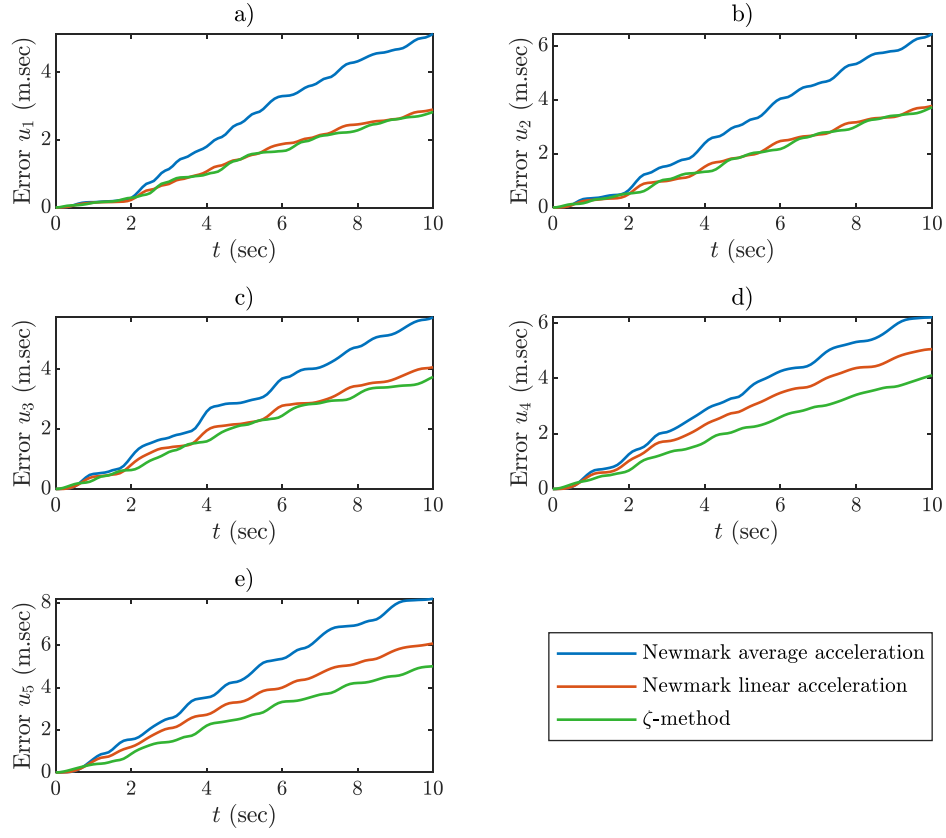 a)
Error u1 (m.sec)
4
2
0
0 2 4 6 8 10
t (sec)
b)
Error u2 (m.sec)
6
4
2
0
0 2 4 6 8 10
t (sec)
c)
Error u3 (m.sec)
4
2
0
0 2 4 6 8 10
t (sec)
d)
Error u4 (m.sec)
6
4
2
0
0 2 4 6 8 10
t (sec)
e)
Error u5 (m.sec)
8
6
4
2
0
0 2 4 6 8 10
t (sec)
Newmark average acceleration
Newmark linear acceleration
ζ-method